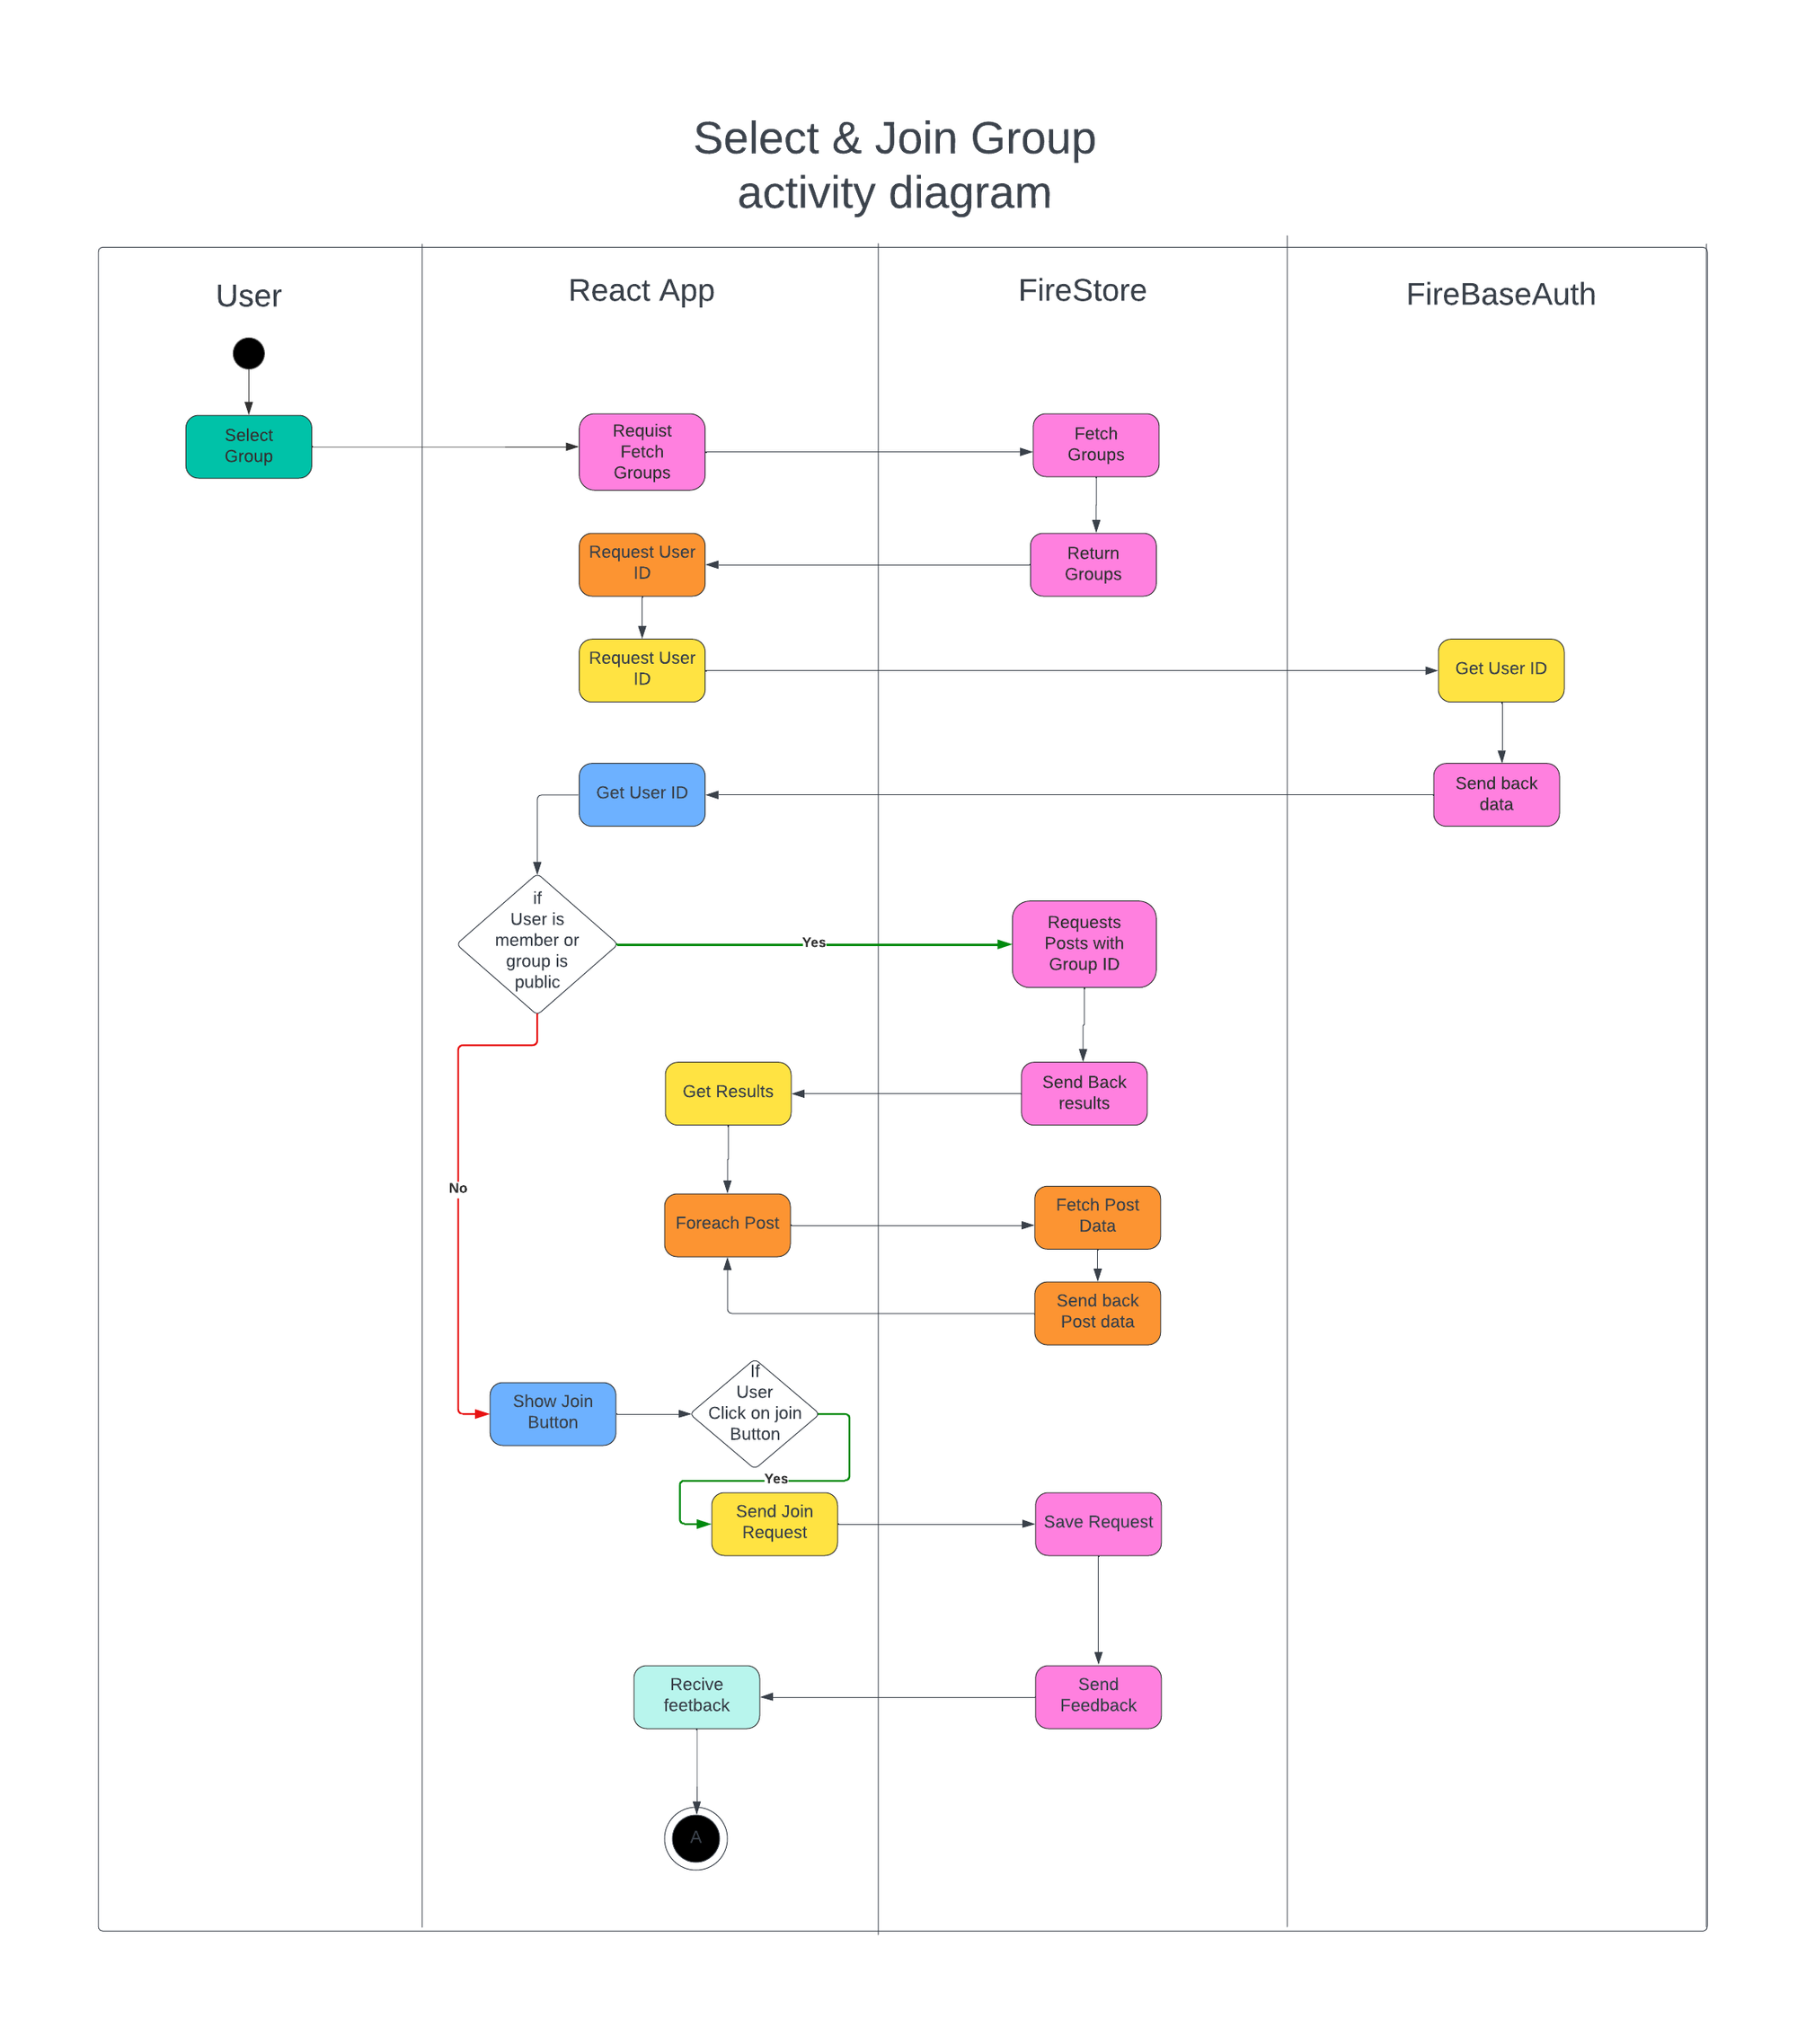 Select & Join Group
activity diagram
User
React App
FireStore
FireBaseAuth
Select
Group
Requist
Fetch
Groups
Fetch
Groups
Request User
ID
Return
Groups
Request User
ID
Get User ID
Get User ID
Send back
data
if
User is
member or
group is
public
Yes
Requests
Posts with
Group ID
Get Results
Send Back
results
No
Foreach Post
Fetch Post
Data
Send back
Post data
Show Join
Button
If
User
Click on join
Button
Yes
Send Join
Request
Save Request
Recive
feetback
Send
Feedback
A